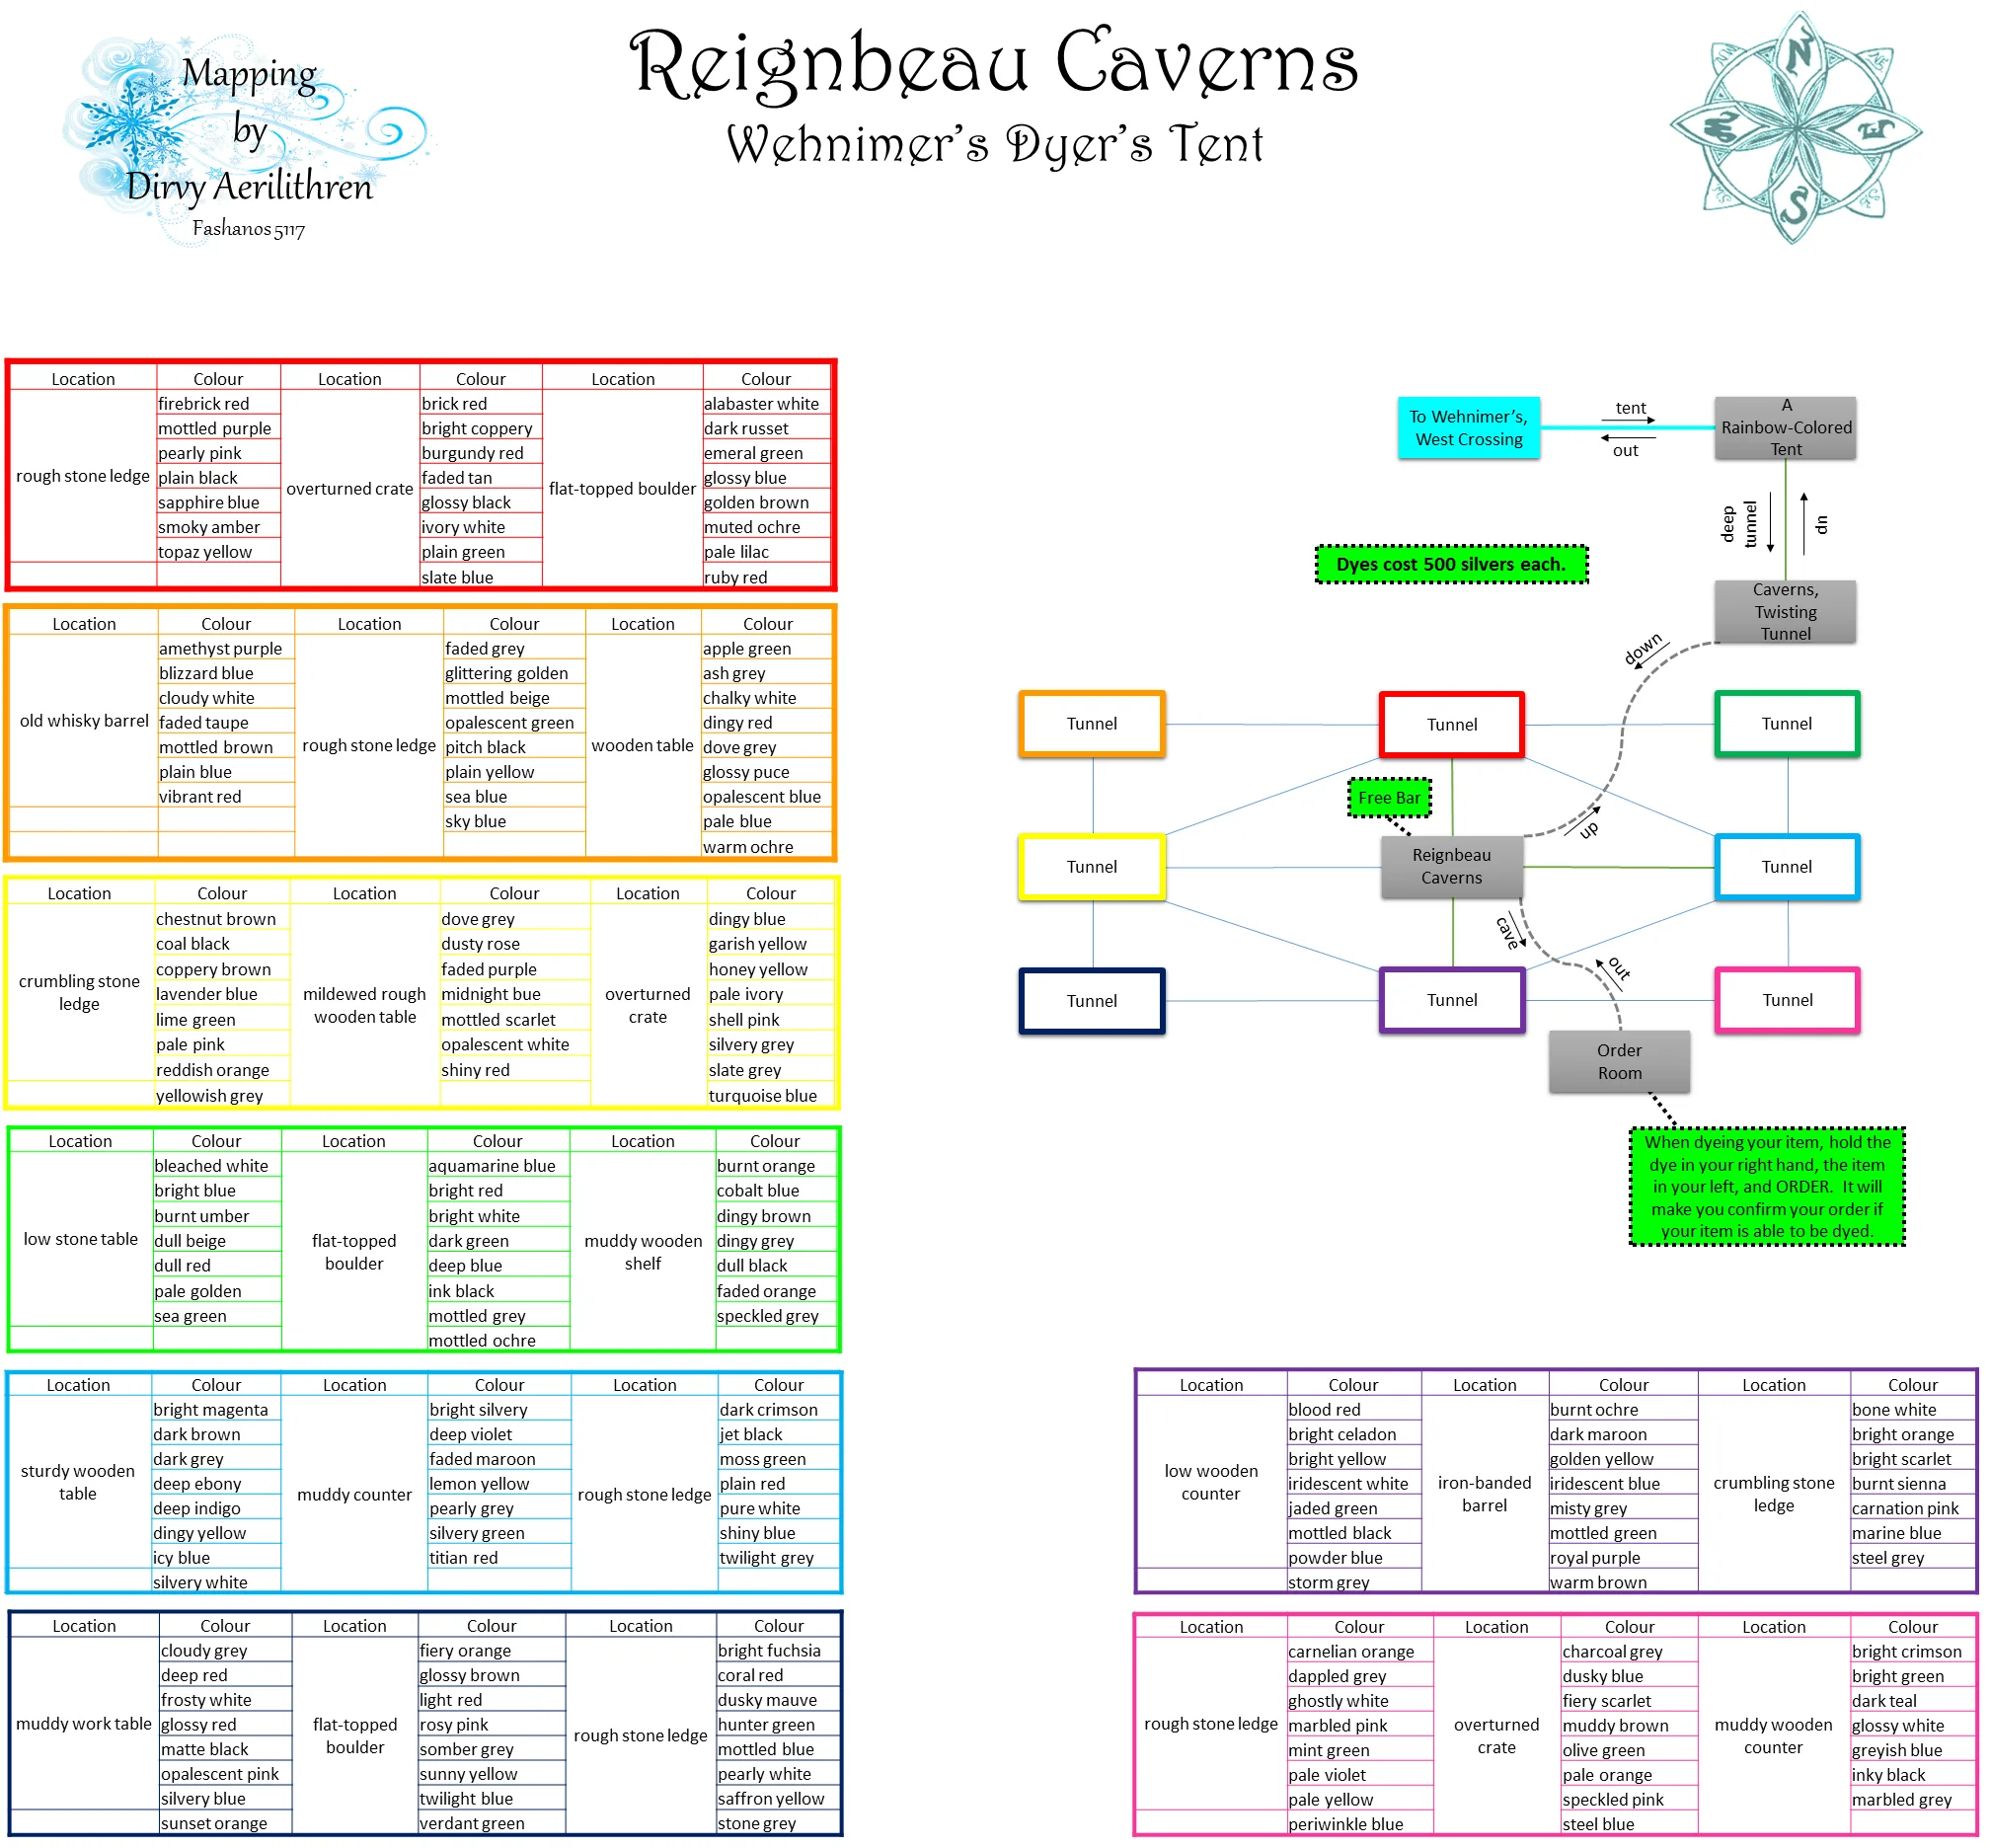 Mapping
by
Dirvy Aerilithren
Fashanos 5117
Reignbeau Caverns
Wehnimer's Dyer's Tent
N
E
S
W
Location Colour Location Colour Location Colour
rough stone ledge
firebrick red
mottled purple
pearly pink
plain black
sapphire blue
smoky amber
topaz yellow
overturned crate
brick red
bright coppery
burgundy red
faded tan
glossy black
ivory white
plain green
slate blue
flat-topped boulder
alabaster white
dark russet
emeral green
glossy blue
golden brown
muted ochre
pale lilac
ruby red
Location Colour Location Colour Location Colour
old whisky barrel
amethyst purple
blizzard blue
cloudy white
faded taupe
mottled brown
plain blue
vibrant red
rough stone ledge
faded grey
glittering golden
mottled beige
opalescent green
pitch black
plain yellow
sea blue
sky blue
wooden table
apple green
ash grey
chalky white
dingy red
dove grey
glossy puce
opalescent blue
pale blue
warm ochre
Location Colour Location Colour Location Colour
crumbling stone
ledge
chestnut brown
coal black
coppery brown
lavender blue
lime green
pale pink
reddish orange
yellowish grey
mildewed rough
wooden table
dove grey
dusty rose
faded purple
midnight bue
mottled scarlet
opalescent white
shiny red
overturned
crate
dingy blue
garish yellow
honey yellow
pale ivory
shell pink
silvery grey
slate grey
turquoise blue
Location Colour Location Colour Location Colour
low stone table
bleached white
bright blue
burnt umber
dull beige
dull red
pale golden
sea green
flat-topped
boulder
aquamarine blue
bright red
bright white
dark green
deep blue
ink black
mottled grey
mottled ochre
muddy wooden
shelf
burnt orange
cobalt blue
dingy brown
dingy grey
dull black
faded orange
speckled grey
Location Colour Location Colour Location Colour
sturdy wooden
table
bright magenta
dark brown
dark grey
deep ebony
deep indigo
dingy yellow
icy blue
silvery white
muddy counter
bright silvery
deep violet
faded maroon
lemon yellow
pearly grey
silvery green
titian red
rough stone ledge
dark crimson
jet black
moss green
plain red
pure white
shiny blue
twilight grey
Location Colour Location Colour Location Colour
muddy work table
cloudy grey
deep red
frosty white
glossy red
matte black
opalescent pink
silvery blue
sunset orange
flat-topped
boulder
fiery orange
glossy brown
light red
rosy pink
somber grey
sunny yellow
twilight blue
verdant green
rough stone ledge
bright fuchsia
coral red
dusky mauve
hunter green
mottled blue
pearly white
saffron yellow
stone grey
To Wehnimer's,
West Crossing
tent
out
A
Rainbow-Colored
Tent
deep
tunnel
up
Dyes cost 500 silvers each.
Caverns,
Twisting
Tunnel
down
up
Tunnel
Tunnel
Tunnel
Free Bar
Tunnel
Reignbeau
Caverns
Tunnel
cave
out
Tunnel
Tunnel
Tunnel
Order
Room
When dyeing your item, hold the
dye in your right hand, the item
in your left, and ORDER. It will
make you confirm your order if
your item is able to be dyed.
Location Colour Location Colour Location Colour
low wooden
counter
blood red
bright celadon
bright yellow
iridescent white
jaded green
mottled black
powder blue
storm grey
iron-banded
barrel
burnt ochre
dark maroon
golden yellow
iridescent blue
misty grey
mottled green
royal purple
warm brown
crumbling stone
ledge
bone white
bright orange
bright scarlet
burnt sienna
carnation pink
marine blue
steel grey
Location Colour Location Colour Location Colour
rough stone ledge
carnelian orange
dappled grey
ghostly white
marbled pink
mint green
pale violet
pale yellow
periwinkle blue
overturned
crate
charcoal grey
dusky blue
fiery scarlet
muddy brown
olive green
pale orange
speckled pink
steel blue
muddy wooden
counter
bright crimson
bright green
dark teal
glossy white
greyish blue
inky black
marbled grey